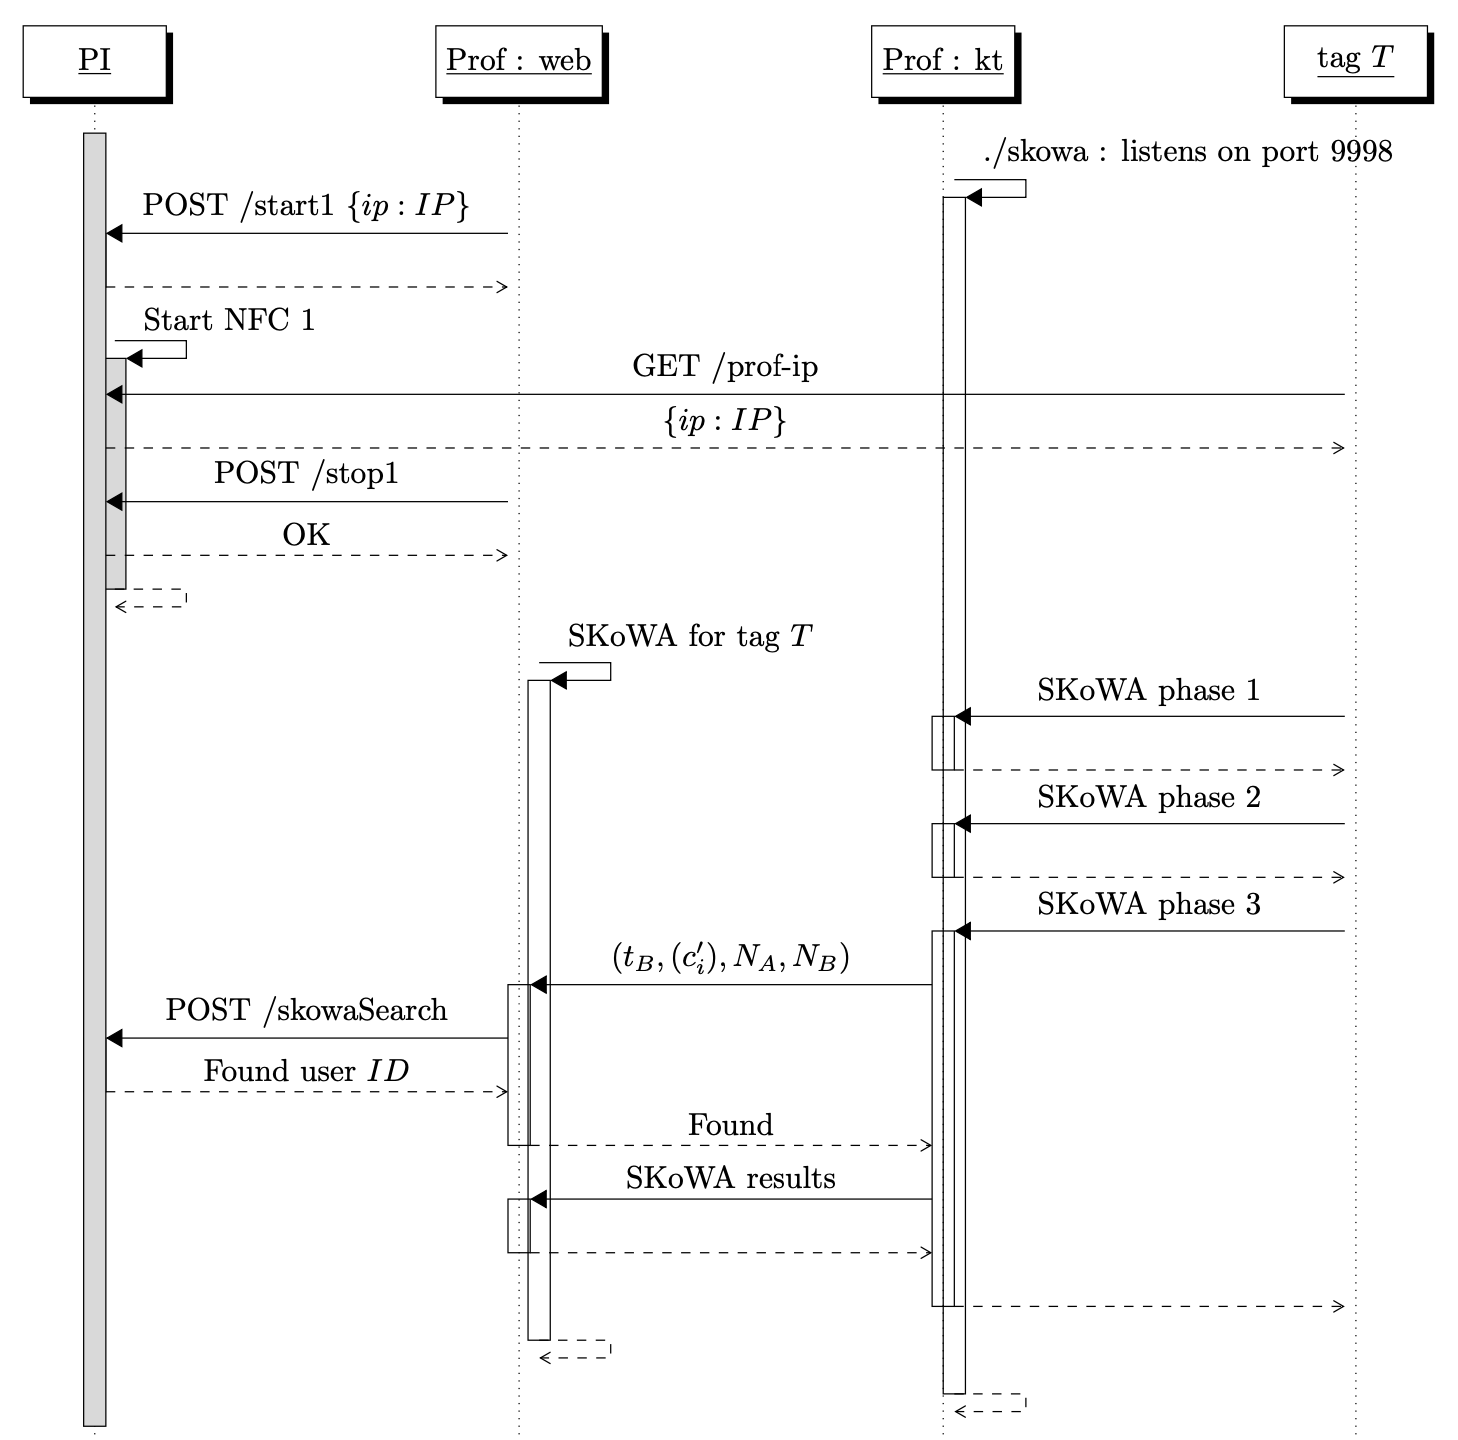 PI
Prof : web
Prof : kt
tag T
./skowa : listens on port 9998
POST /start1 {ip : IP}
Start NFC 1
GET /prof-ip
{ip : IP}
POST /stop1
OK
SKoWA for tag T
SKoWA phase 1
SKoWA phase 2
SKoWA phase 3
(t_B, (c′_i), N_A, N_B)
POST /skowaSearch
Found user ID
Found
SKoWA results